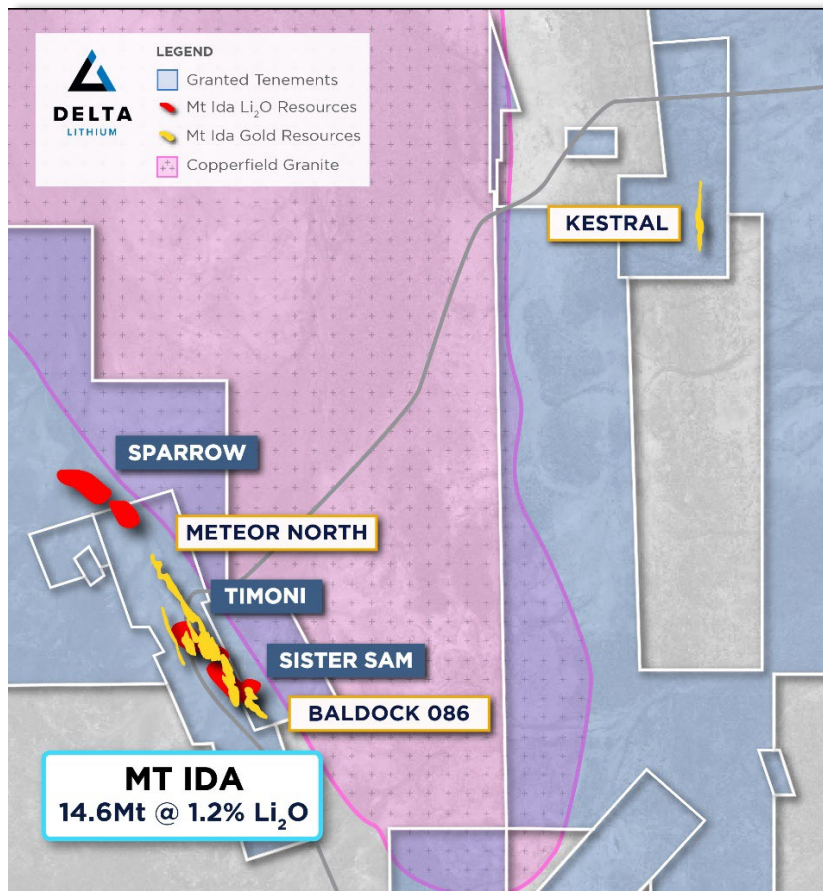 DELTA
LITHIUM
LEGEND
Granted Tenements
Mt Ida Li₂O Resources
Mt Ida Gold Resources
Copperfield Granite
KESTRAL
SPARROW
METEOR NORTH
TIMONI
SISTER SAM
BALDOCK 086
MT IDA
14.6Mt @ 1.2% Li₂O